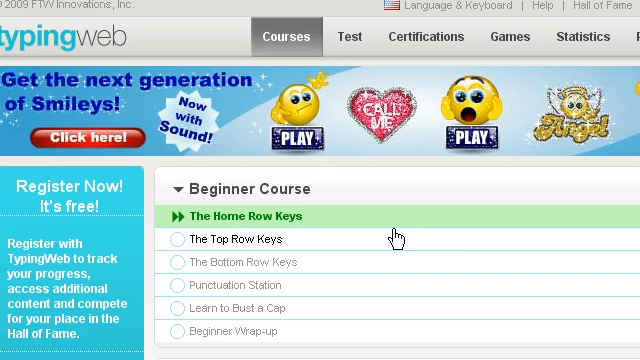 © 2009 FTW Innovations, Inc.
Language & Keyboard | Help | Hall of Fame
typingweb
Courses Test Certifications Games Statistics
Get the next generation
of Smileys!
Now
with
Sound!
Click here!
PLAY
CALL
ME
PLAY
Angel
Register Now!
It's free!
Register with
TypingWeb to track
your progress,
access additional
content and compete
for your place in the
Hall of Fame.
Beginner Course
The Home Row Keys
The Top Row Keys
The Bottom Row Keys
Punctuation Station
Learn to Bust a Cap
Beginner Wrap-up